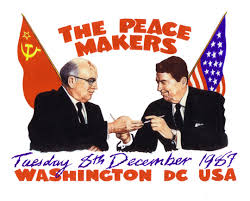 THE PEACE
MAKERS
Tuesday 8th December 1987
WASHINGTON DC USA